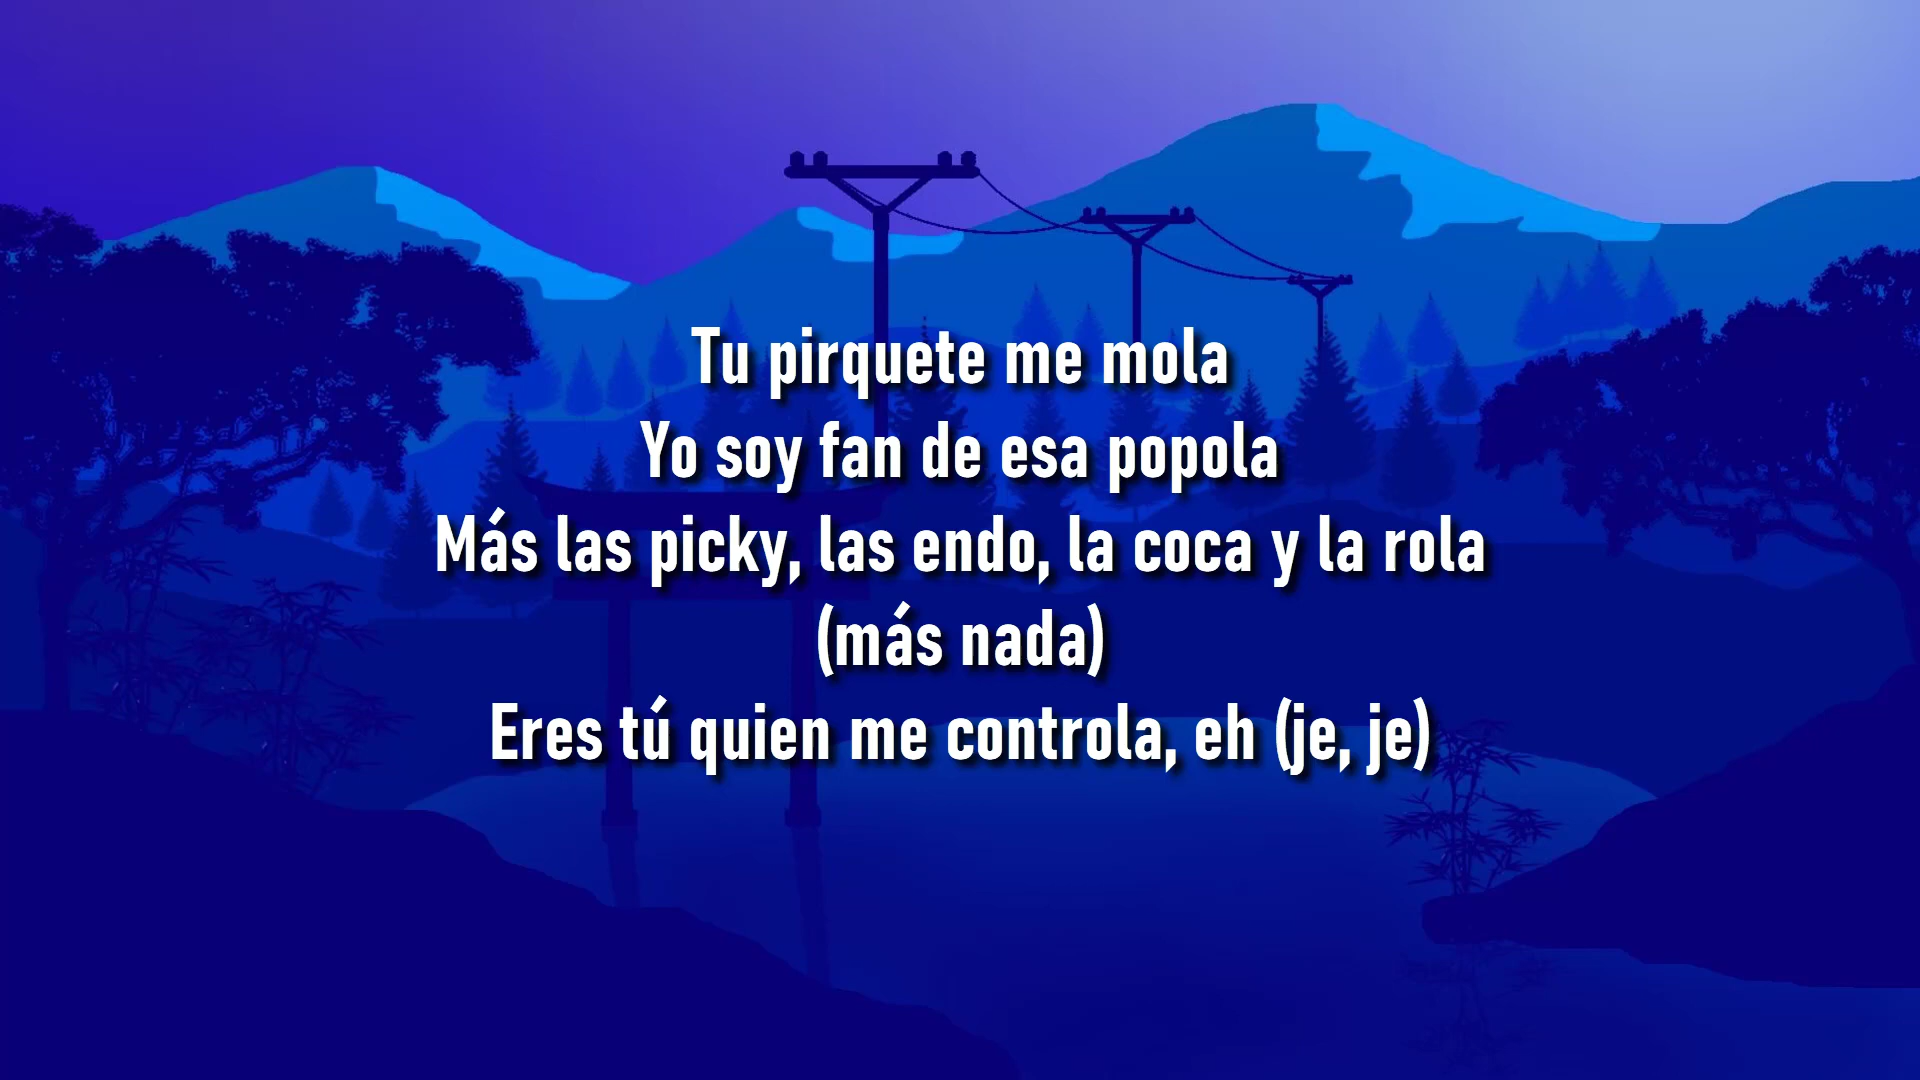 Tu pirquete me mola
Yo soy fan de esa popola
Más las picky, las endo, la coca y la rola
(más nada)
Eres tú quien me controla, eh (je, je)